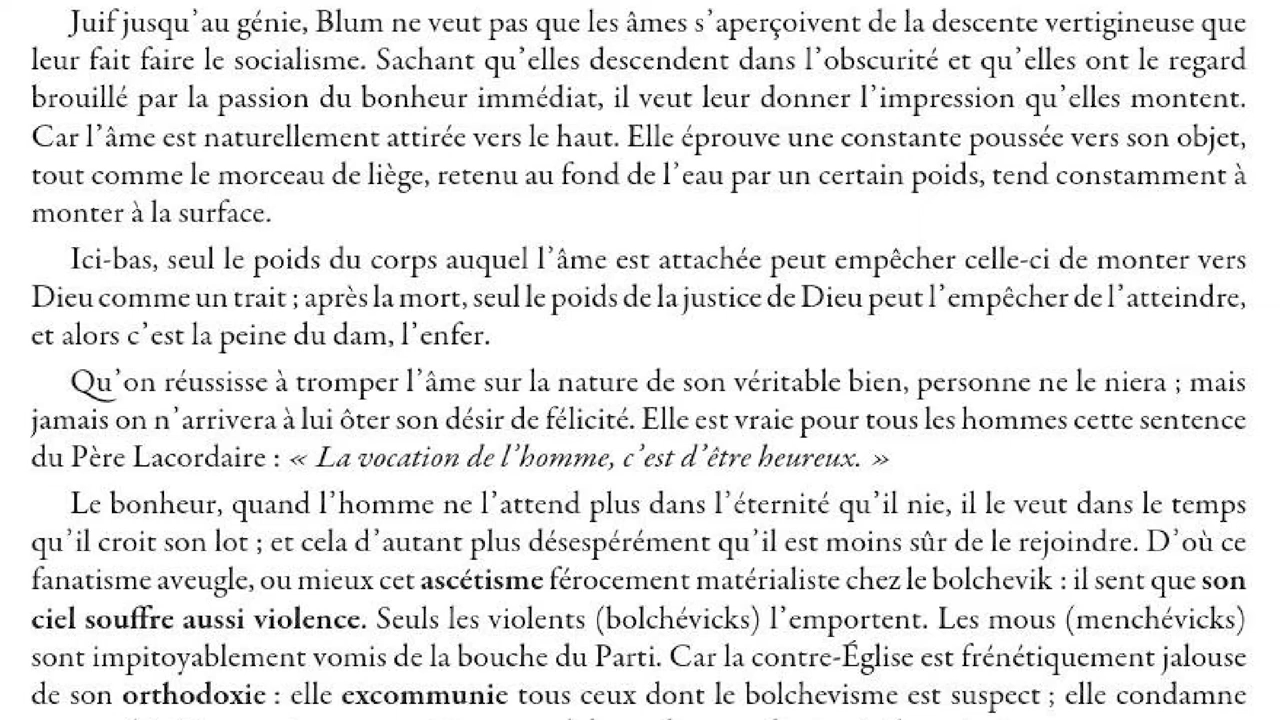 Juif jusqu'au génie, Blum ne veut pas que les âmes s'aperçoivent de la descente vertigineuse que
leur fait faire le socialisme. Sachant qu'elles descendent dans l'obscurité et qu'elles ont le regard
brouillé par la passion du bonheur immédiat, il veut leur donner l'impression qu'elles montent.
Car l'âme est naturellement attirée vers le haut. Elle éprouve une constante poussée vers son objet,
tout comme le morceau de liège, retenu au fond de l'eau par un certain poids, tend constamment à
monter à la surface.
Ici-bas, seul le poids du corps auquel l'âme est attachée peut empêcher celle-ci de monter vers
Dieu comme un trait ; après la mort, seul le poids de la justice de Dieu peut l'empêcher de l'atteindre,
et alors c'est la peine du dam, l'enfer.
Qu'on réussisse à tromper l'âme sur la nature de son véritable bien, personne ne le niera ; mais
jamais on n'arrivera à lui ôter son désir de félicité. Elle est vraie pour tous les hommes cette sentence
du Père Lacordaire : « La vocation de l'homme, c'est d'être heureux. »
Le bonheur, quand l'homme ne l'attend plus dans l'éternité qu'il nie, il le veut dans le temps
qu'il croit son lot ; et cela d'autant plus désespérément qu'il est moins sûr de le rejoindre. D'où ce
fanatisme aveugle, ou mieux cet ascétisme férocement matérialiste chez le bolchevik : il sent que son
ciel souffre aussi violence. Seuls les violents (bolchévicks) l'emportent. Les mous (menchévicks)
sont impitoyablement vomis de la bouche du Parti. Car la contre-Église est frénétiquement jalouse
de son orthodoxie : elle excommunie tous ceux dont le bolchevisme est suspect ; elle condamne